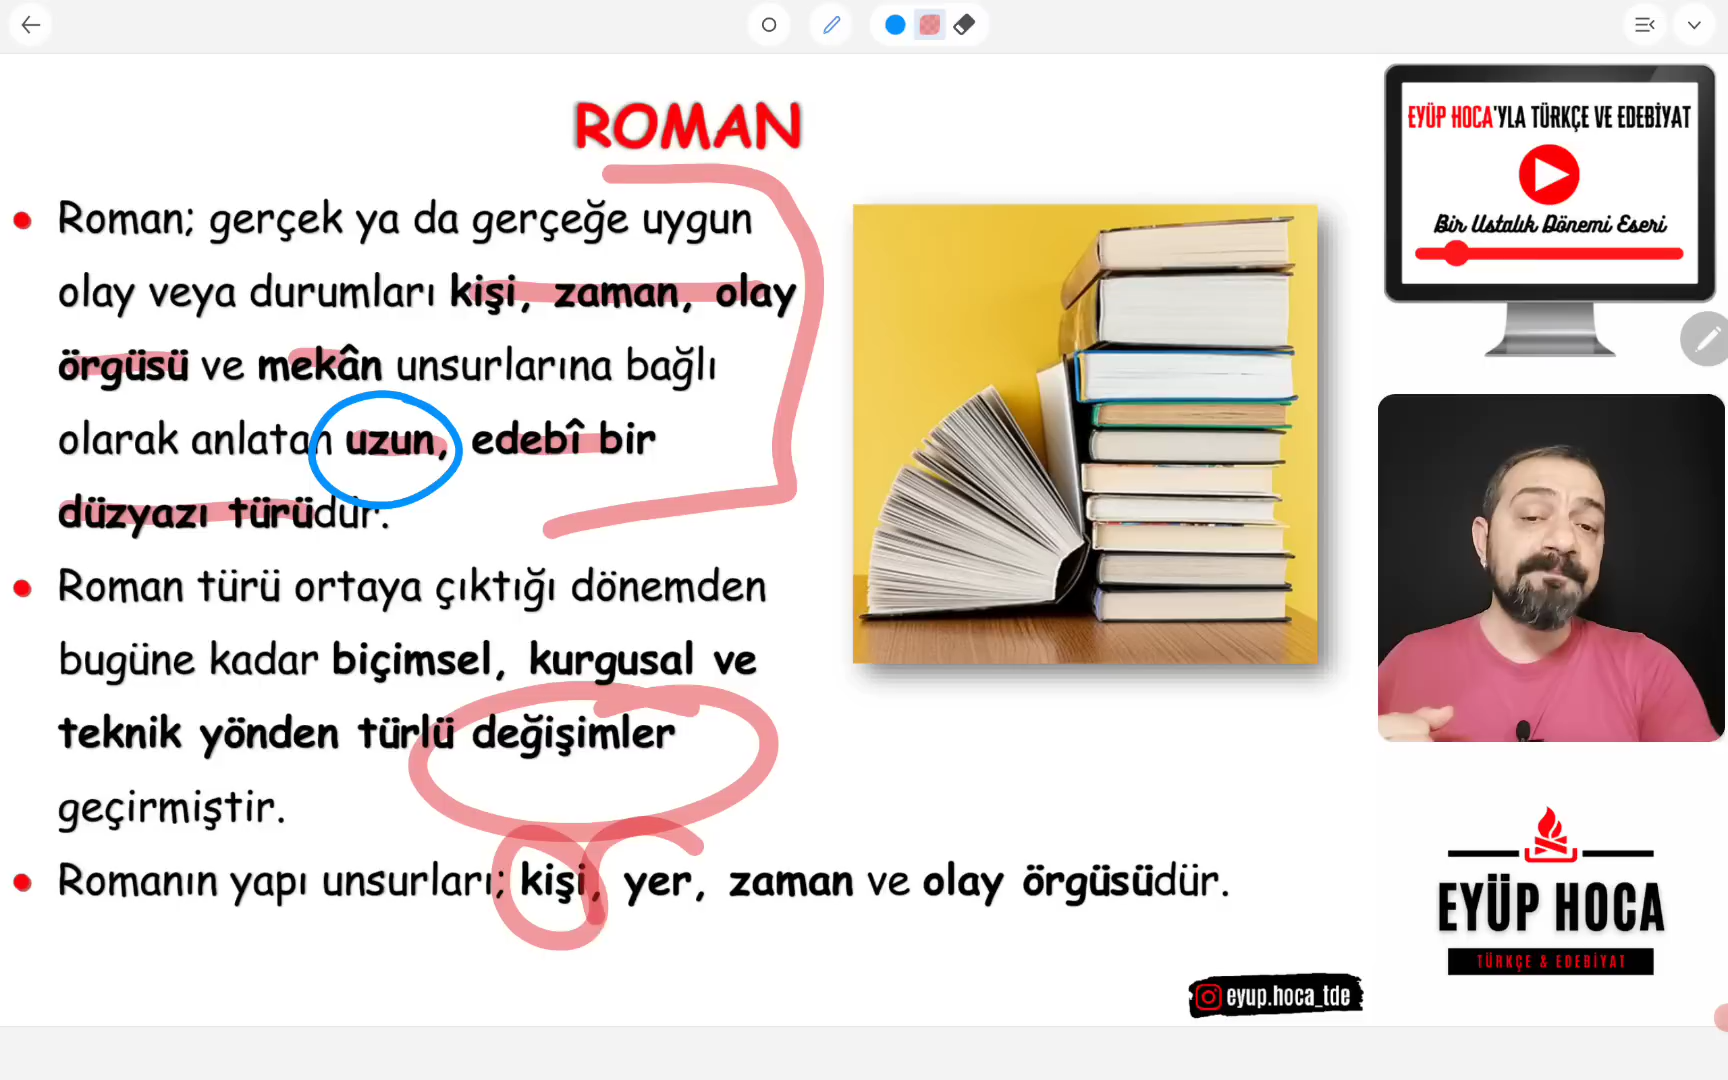 ROMAN
Roman; gerçek ya da gerçeğe uygun
olay veya durumları kişi, zaman, olay
örgüsü ve mekân unsurlarına bağlı
olarak anlatan uzun, edebî bir
düzyazı türüdür.
Roman türü ortaya çıktığı dönemden
bugüne kadar biçimsel, kurgusal ve
teknik yönden türlü değişimler
geçirmiştir.
Romanın yapı unsurları; kişi, yer, zaman ve olay örgüsüdür.
EYÜP HOCA'YLA TÜRKÇE VE EDEBİYAT
Bir Ustalık Dönemi Eseri
EYÜP HOCA
TÜRKÇE & EDEBİYAT
eyup.hoca_tde